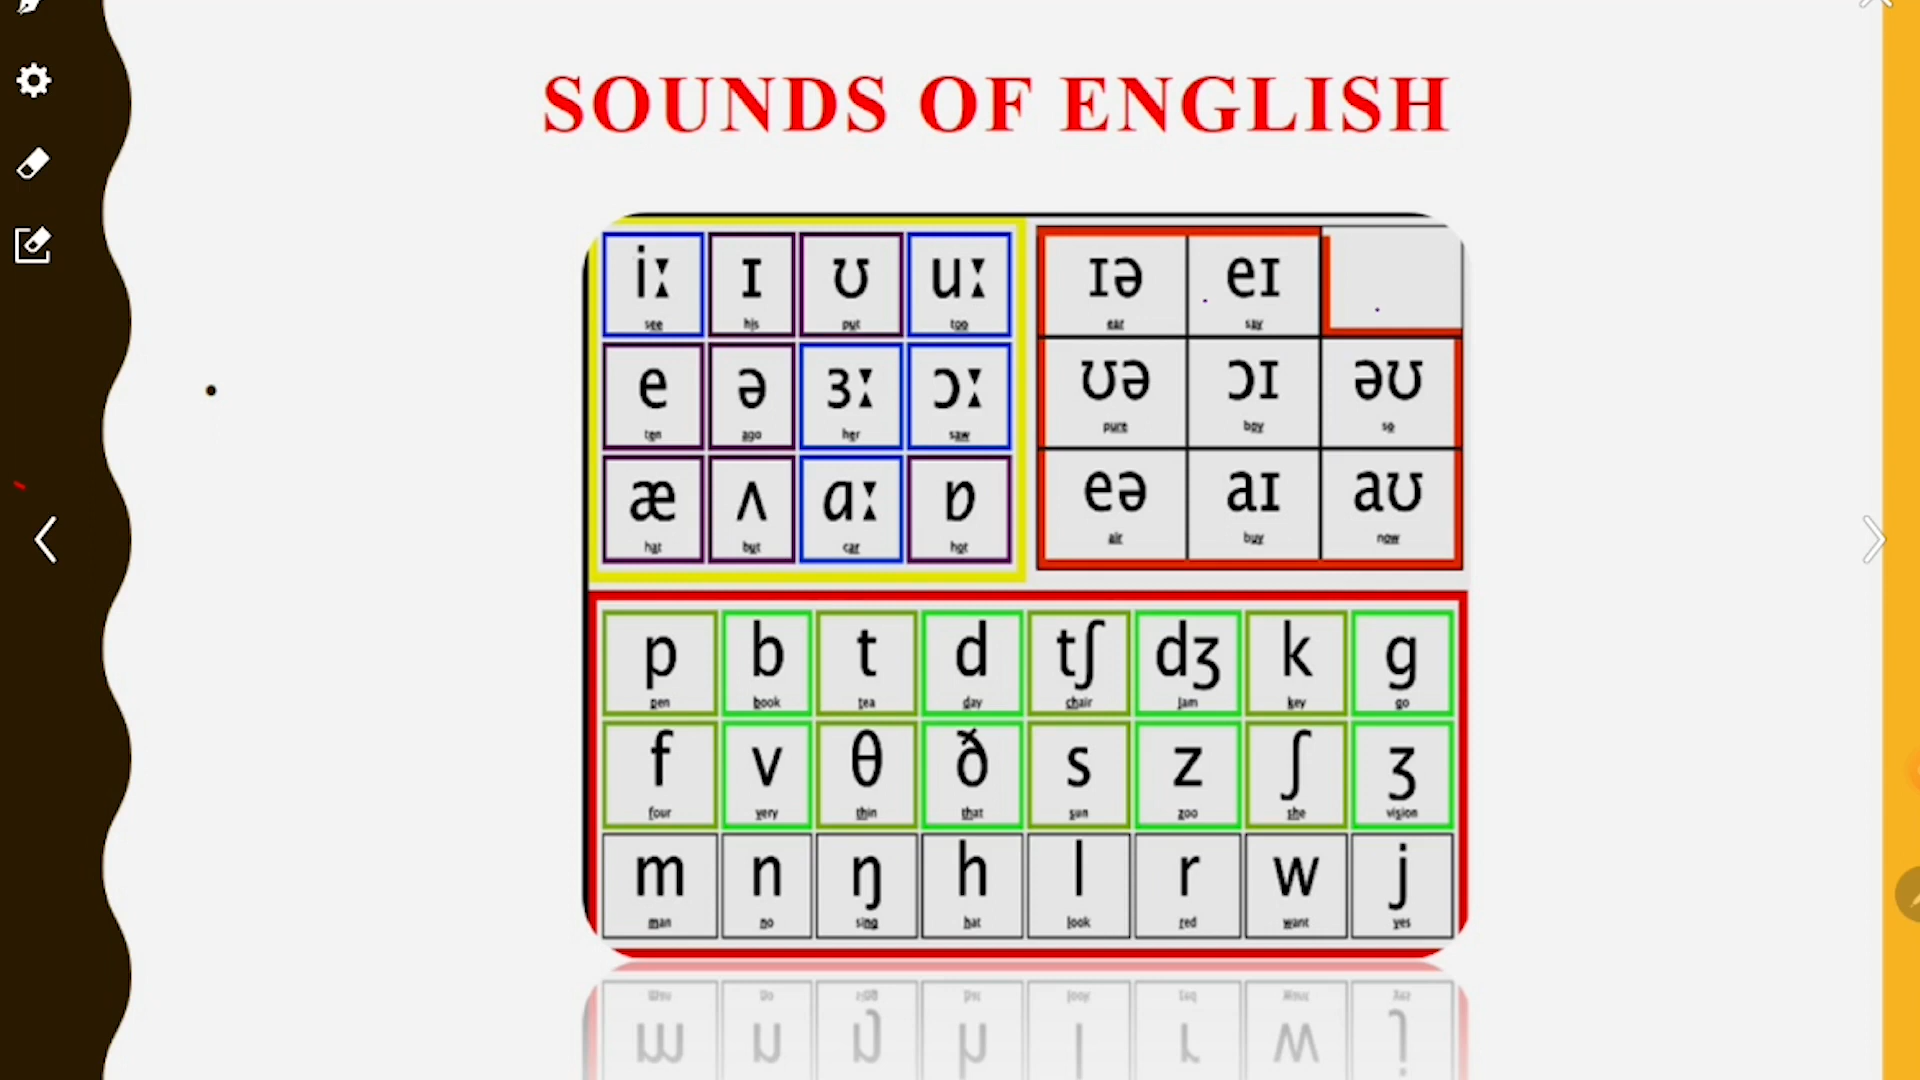 SOUNDS OF ENGLISH
iː ɪ ʊ uː
see his put too
e ə ɜː ɔː
ten ago her saw
æ ʌ ɑː ɒ
hat but car hot
ɪə eɪ
ear say
ʊə ɔɪ əʊ
pure boy so
eə aɪ aʊ
air buy now
p b t d tʃ dʒ k g
pen book tea day chair jam key go
f v θ ð s z ʃ ʒ
four very thin that sun zoo she vision
m n ŋ h l r w j
man no sing hat look red want yes